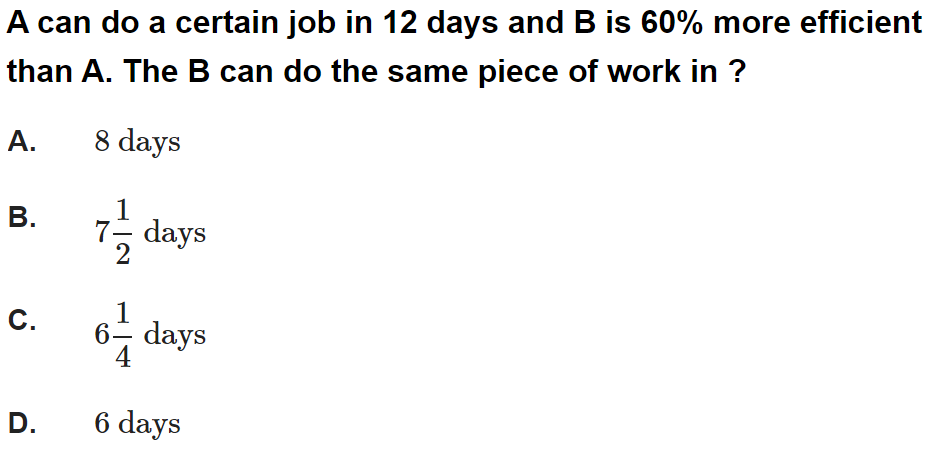 A can do a certain job in 12 days and B is 60% more efficient
than A. The B can do the same piece of work in ?
A. 8 days
B. 7 1/2 days
C. 6 1/4 days
D. 6 days